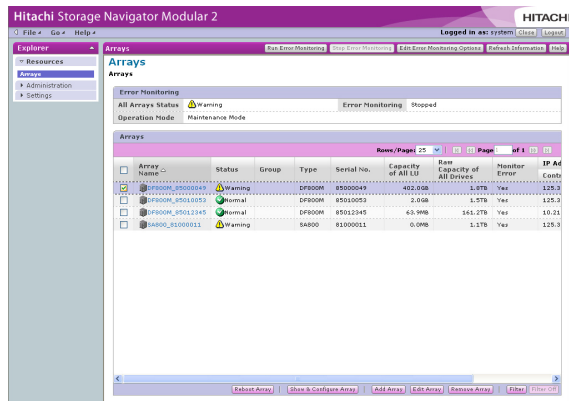 Hitachi Storage Navigator Modular 2
HITACHI
File Go Help
Logged in as: system Close Logout
Explorer
Arrays
Run Error Monitoring Stop Error Monitoring Edit Error Monitoring Options Refresh Information Help
Resources
Arrays
Administration
Settings
Arrays
Arrays
Error Monitoring
All Arrays Status Warning Error Monitoring Stopped
Operation Mode Maintenance Mode
Arrays
Rows/Page: 25 Page of 1
Array Name Status Group Type Serial No. Capacity of All LU Raw Capacity of All Drives Monitor Error IP Ad
Contr
DF800M_85000049 Warning DF800M 85000049 402.0GB 1.8TB Yes 125.3
DF800M_85010053 Normal DF800M 85010053 2.0GB 1.5TB Yes 125.3
DF800M_85012345 Normal DF800M 85012345 63.9MB 161.2TB Yes 10.21
SA800_81000011 Warning SA800 81000011 0.0MB 1.1TB Yes 125.3
Reboot Array Show & Configure Array Add Array Edit Array Remove Array Filter Filter Off